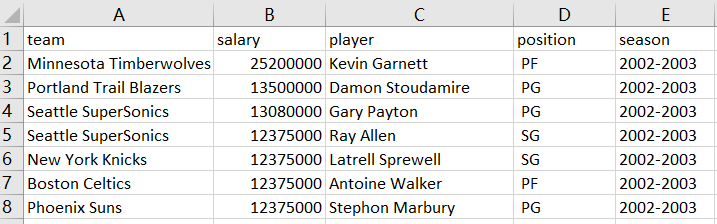 A B C D E
1 team salary player position season
2 Minnesota Timberwolves 25200000 Kevin Garnett PF 2002-2003
3 Portland Trail Blazers 13500000 Damon Stoudamire PG 2002-2003
4 Seattle SuperSonics 13080000 Gary Payton PG 2002-2003
5 Seattle SuperSonics 12375000 Ray Allen SG 2002-2003
6 New York Knicks 12375000 Latrell Sprewell SG 2002-2003
7 Boston Celtics 12375000 Antoine Walker PF 2002-2003
8 Phoenix Suns 12375000 Stephon Marbury PG 2002-2003